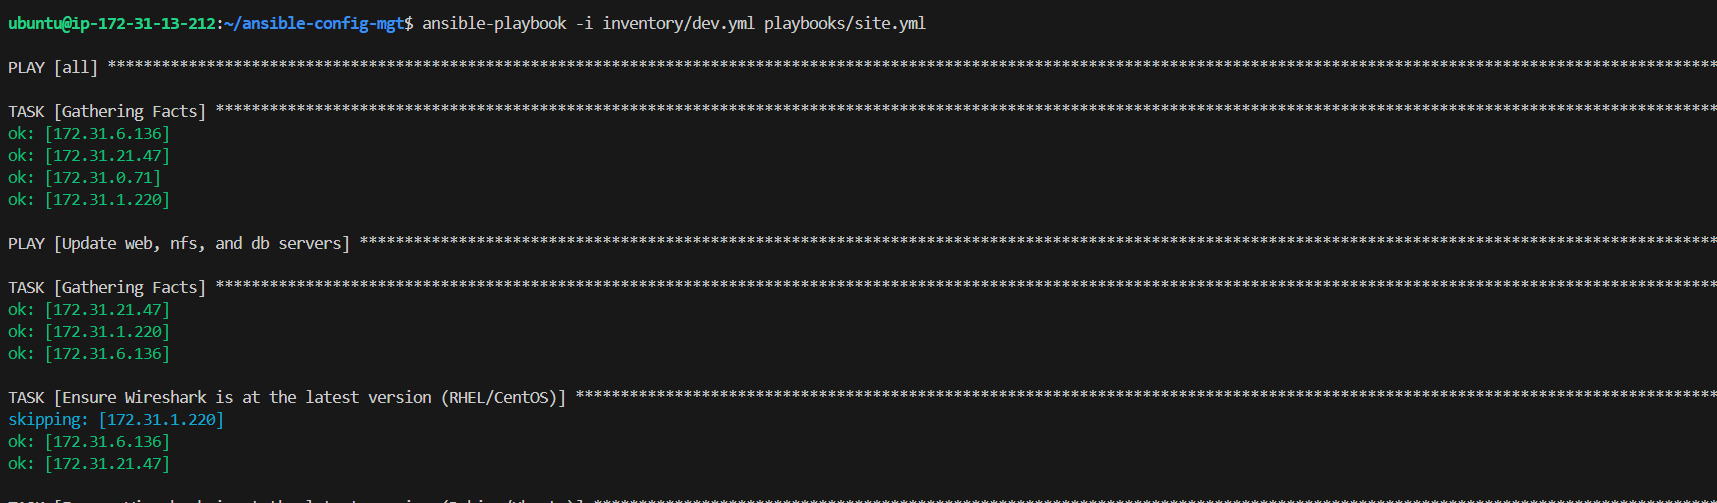 ubuntu@ip-172-31-13-212:~/ansible-config-mgt$ ansible-playbook -i inventory/dev.yml playbooks/site.yml
PLAY [all] ****************************************************************************************************************************************************************************
TASK [Gathering Facts] ****************************************************************************************************************************************************************
ok: [172.31.6.136]
ok: [172.31.21.47]
ok: [172.31.0.71]
ok: [172.31.1.220]
PLAY [Update web, nfs, and db servers] ************************************************************************************************************************************************
TASK [Gathering Facts] ****************************************************************************************************************************************************************
ok: [172.31.21.47]
ok: [172.31.1.220]
ok: [172.31.6.136]
TASK [Ensure Wireshark is at the latest version (RHEL/CentOS)] ************************************************************************************************************************
skipping: [172.31.1.220]
ok: [172.31.6.136]
ok: [172.31.21.47]